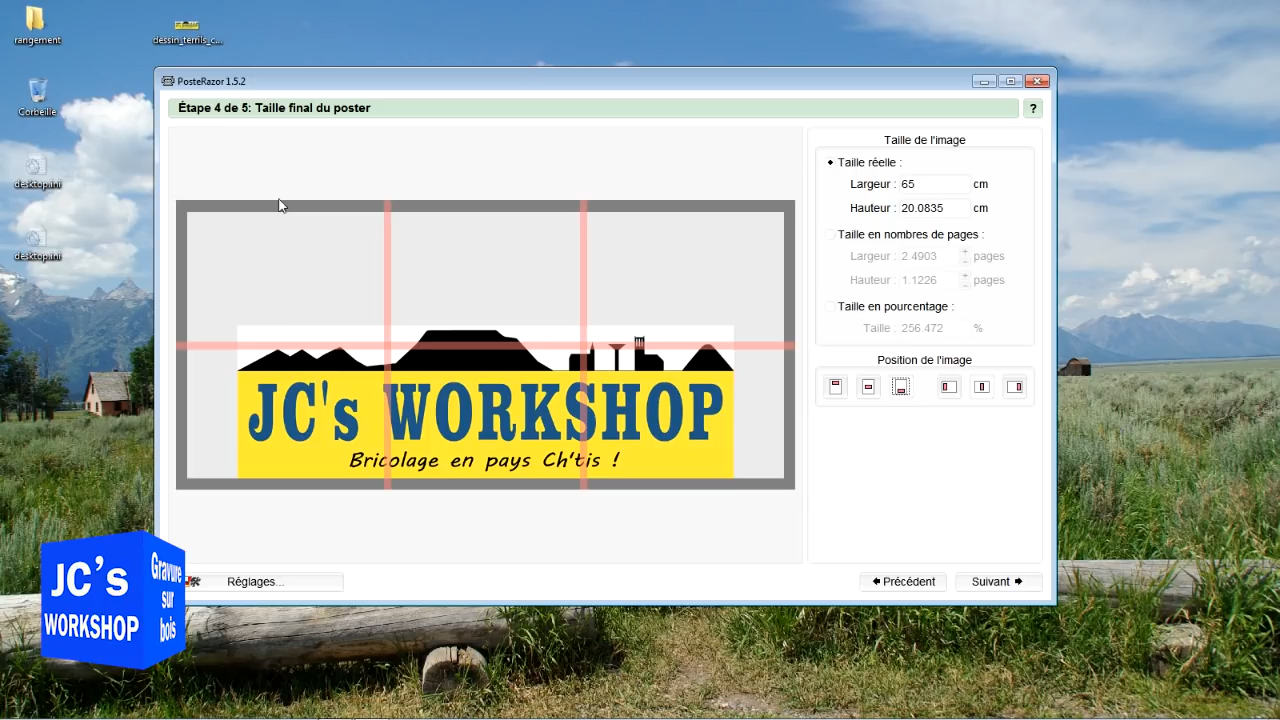 rangement
dessin_terrils_c...
Corbeille
desktop.ini
desktop.ini
PosteRazor 1.5.2
Étape 4 de 5: Taille final du poster
?
Taille de l'image
Taille réelle :
Largeur : 65 cm
Hauteur : 20.0835 cm
Taille en nombres de pages :
Largeur : 2.4903 pages
Hauteur : 1.1226 pages
Taille en pourcentage :
Taille : 256.472 %
Position de l'image
JC's WORKSHOP
Bricolage en pays Ch'tis !
Réglages...
Précédent
Suivant
JC's
WORKSHOP
Gravure
sur
bois